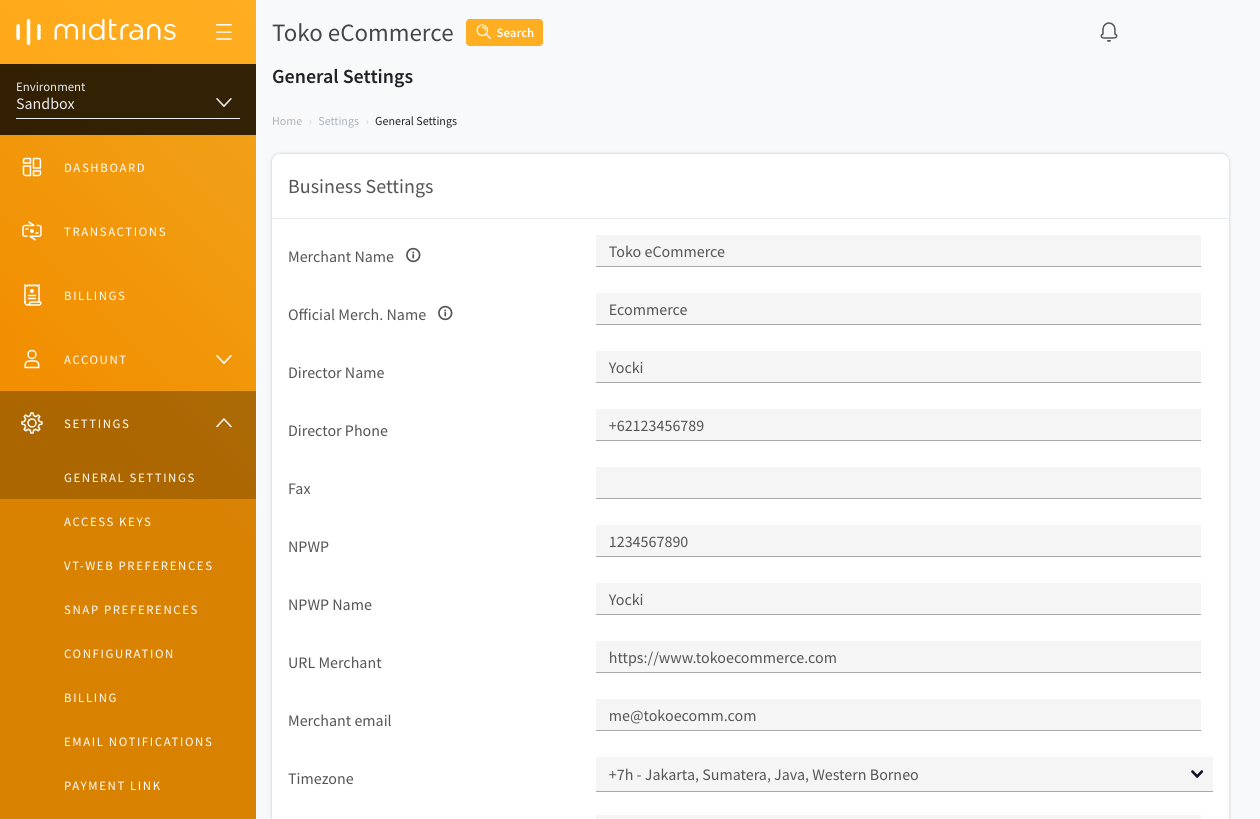 midtrans
Environment
Sandbox
DASHBOARD
TRANSACTIONS
BILLINGS
ACCOUNT
SETTINGS
GENERAL SETTINGS
ACCESS KEYS
VT-WEB PREFERENCES
SNAP PREFERENCES
CONFIGURATION
BILLING
EMAIL NOTIFICATIONS
PAYMENT LINK
Toko eCommerce Search
General Settings
Home › Settings › General Settings
Business Settings
Merchant Name Toko eCommerce
Official Merch. Name Ecommerce
Director Name Yocki
Director Phone +62123456789
Fax
NPWP 1234567890
NPWP Name Yocki
URL Merchant https://www.tokoecommerce.com
Merchant email me@tokoecomm.com
Timezone +7h - Jakarta, Sumatera, Java, Western Borneo